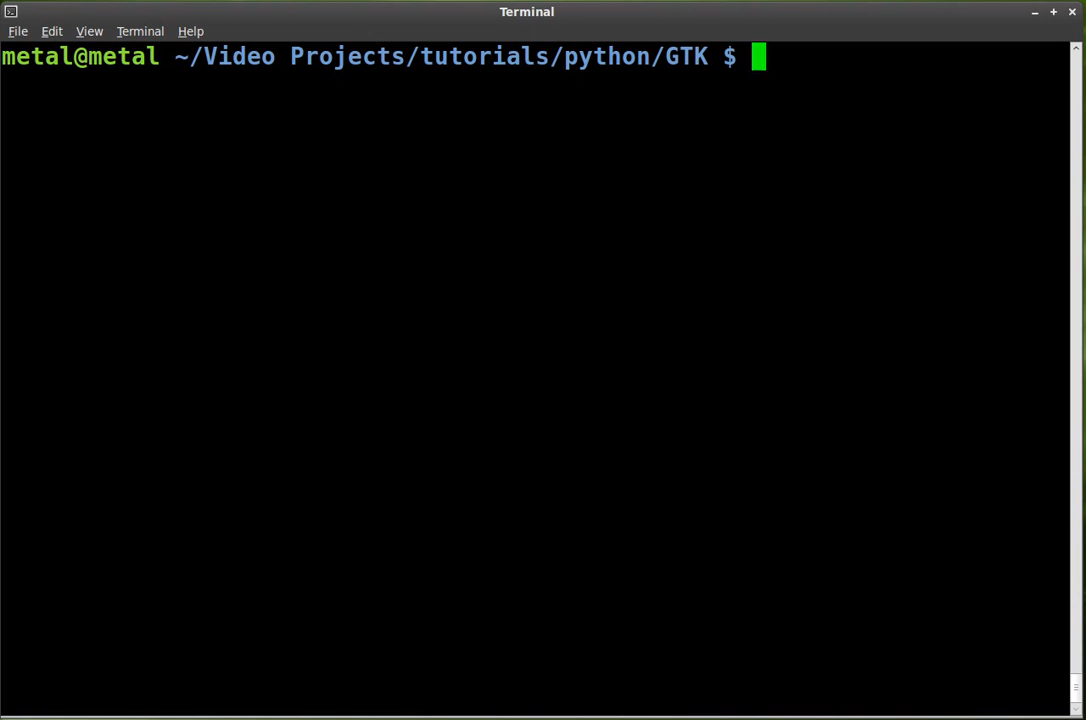 Terminal
File Edit View Terminal Help
metal@metal ~/Video Projects/tutorials/python/GTK $